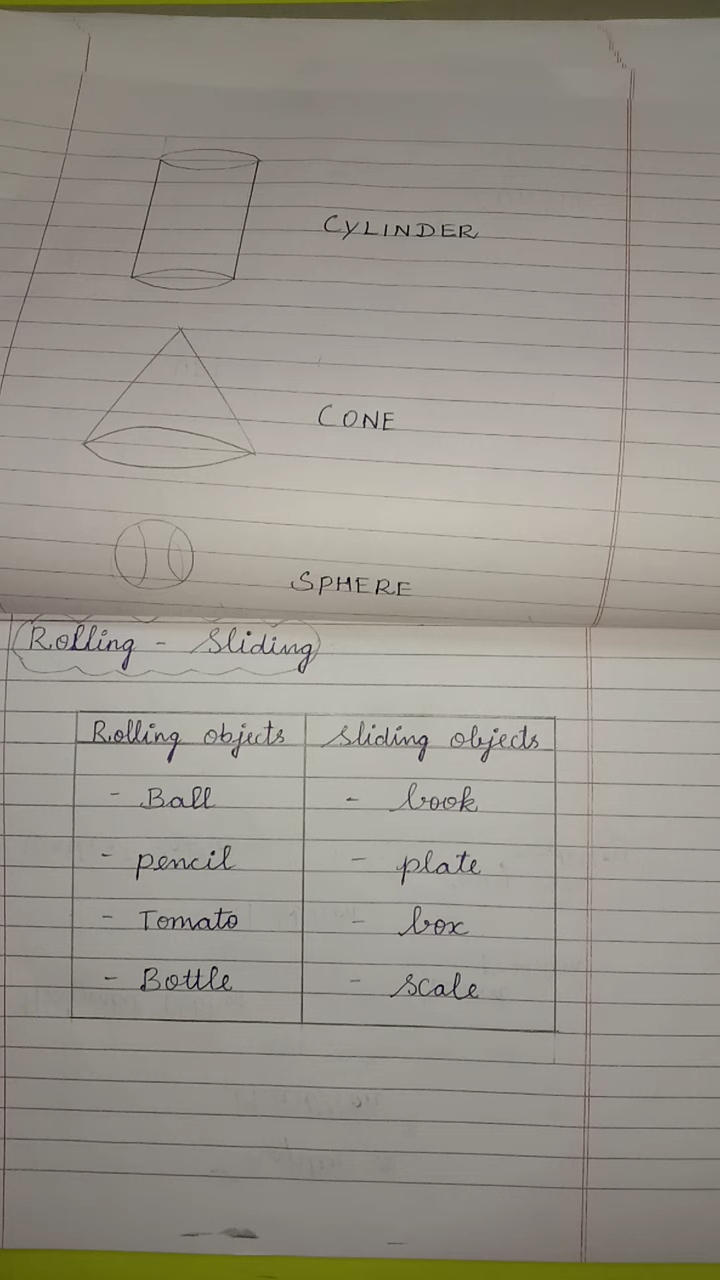 CYLINDER
CONE
SPHERE
Rolling - Sliding
Rolling objects Sliding objects
- Ball - book
- pencil - plate
- Tomato - box
- Bottle - scale